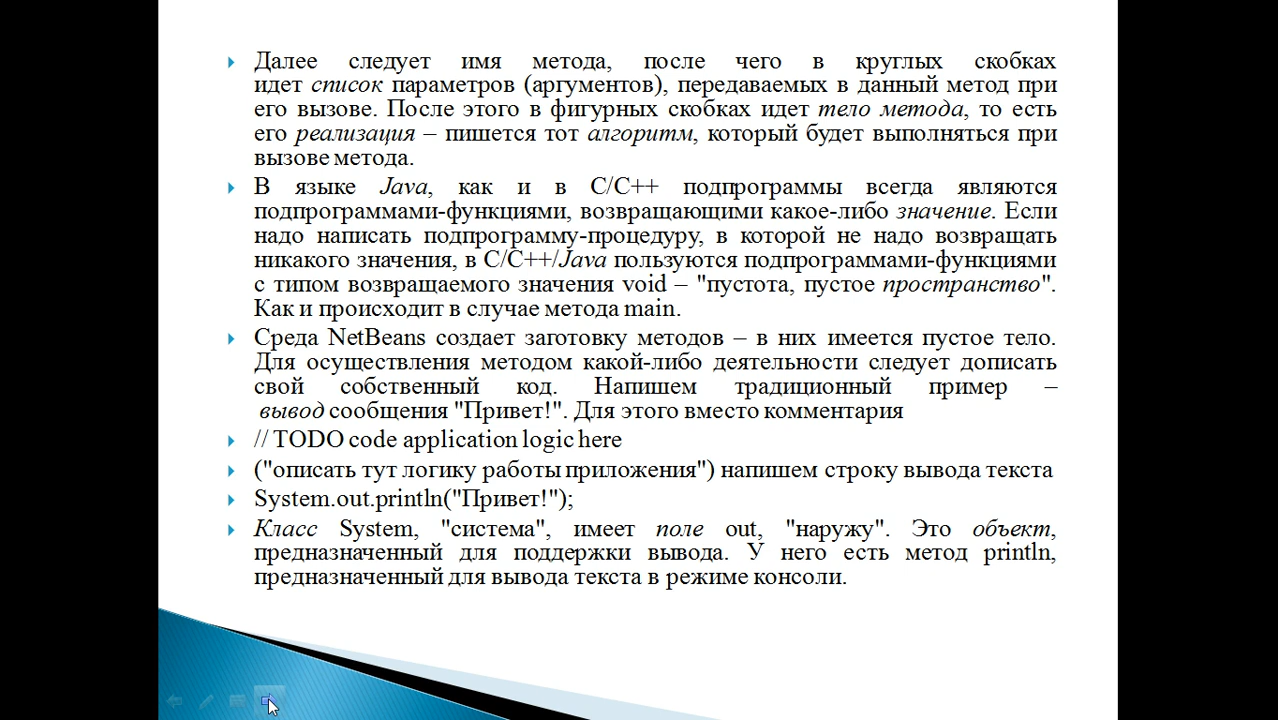 Далее следует имя метода, после чего в круглых скобках
идет список параметров (аргументов), передаваемых в данный метод при
его вызове. После этого в фигурных скобках идет тело метода, то есть
его реализация – пишется тот алгоритм, который будет выполняться при
вызове метода.
В языке Java, как и в C/C++ подпрограммы всегда являются
подпрограммами-функциями, возвращающими какое-либо значение. Если
надо написать подпрограмму-процедуру, в которой не надо возвращать
никакого значения, в C/C++/Java пользуются подпрограммами-функциями
с типом возвращаемого значения void – "пустота, пустое пространство".
Как и происходит в случае метода main.
Среда NetBeans создает заготовку методов – в них имеется пустое тело.
Для осуществления методом какой-либо деятельности следует дописать
свой собственный код. Напишем традиционный пример –
вывод сообщения "Привет!". Для этого вместо комментария
// TODO code application logic here
("описать тут логику работы приложения") напишем строку вывода текста
System.out.println("Привет!");
Класс System, "система", имеет поле out, "наружу". Это объект,
предназначенный для поддержки вывода. У него есть метод println,
предназначенный для вывода текста в режиме консоли.